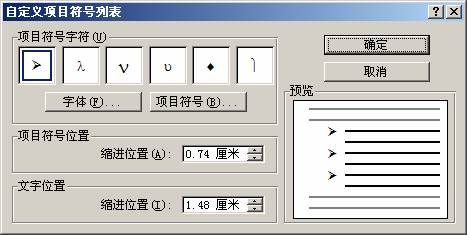 自定义项目符号列表
项目符号字符(U)
➢ λ ν υ ◆
字体(F)... 项目符号(B)...
确定
取消
项目符号位置
缩进位置(A): 0.74 厘米
文字位置
缩进位置(I): 1.48 厘米
预览